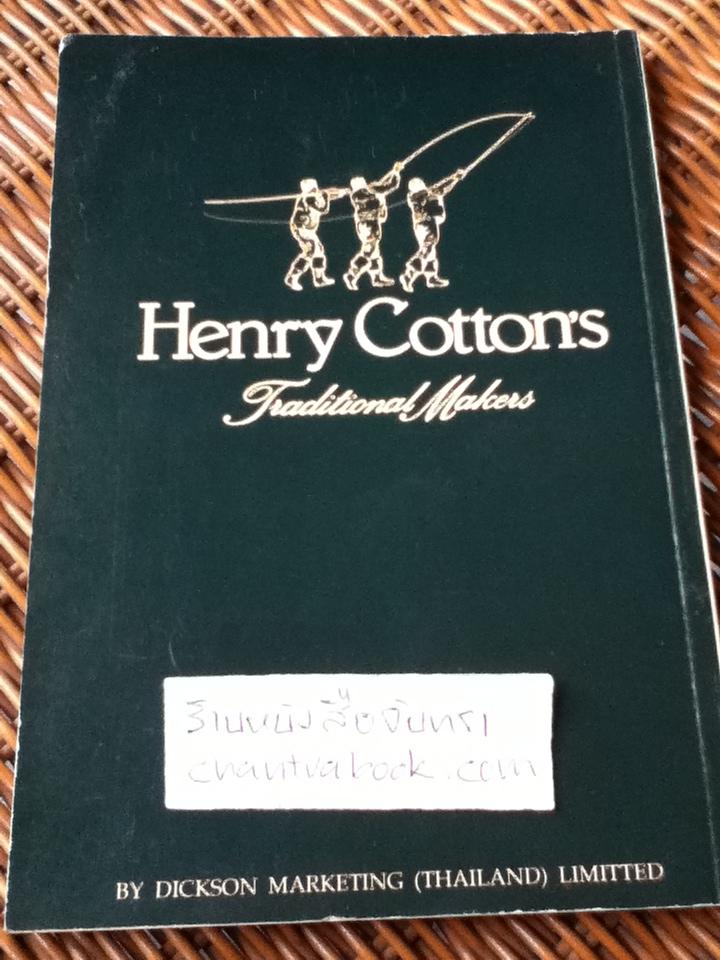 Henry Cotton's
Traditional Makers
ร้านหนังสือจันทรา
chantrabook.com
BY DICKSON MARKETING (THAILAND) LIMITTED